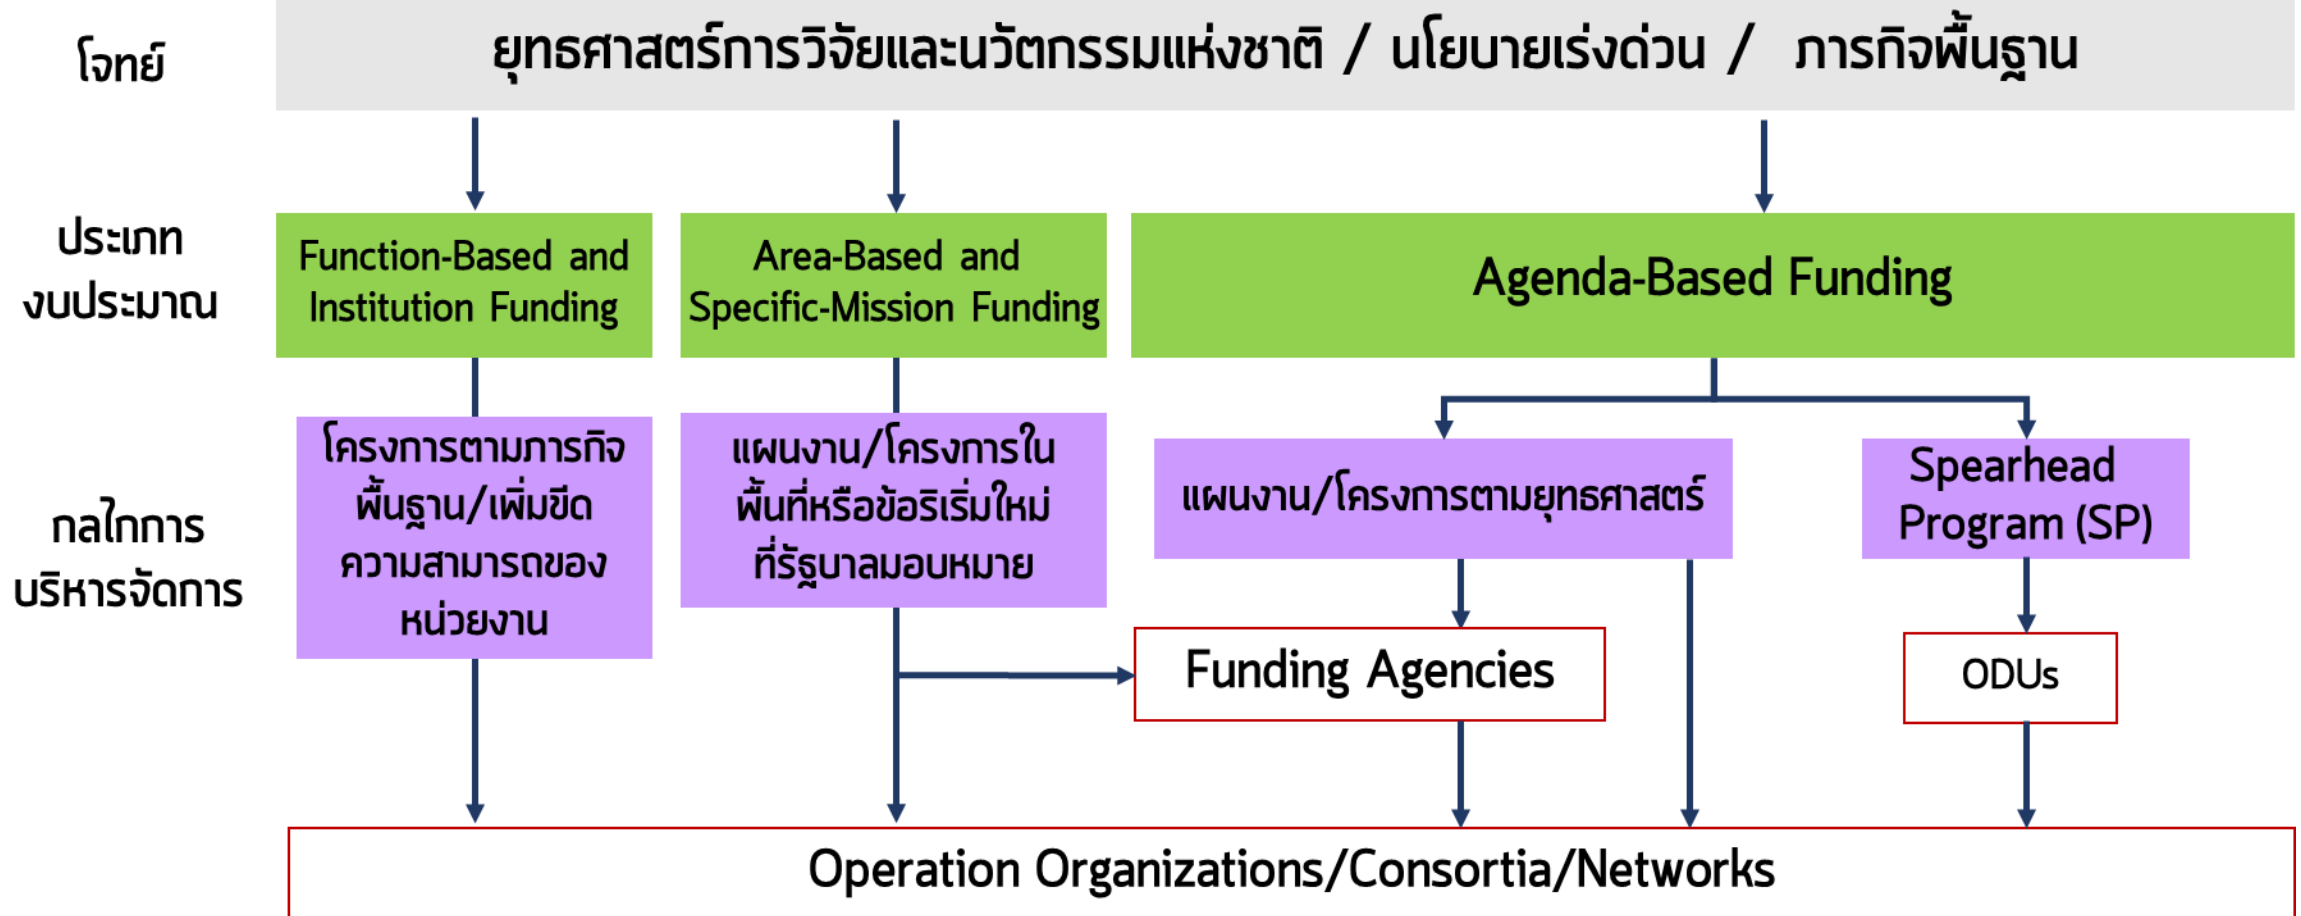 โจทย์
ยุทธศาสตร์การวิจัยและนวัตกรรมแห่งชาติ / นโยบายเร่งด่วน / ภารกิจพื้นฐาน
ประเภท
งบประมาณ
Function-Based and
Institution Funding
Area-Based and
Specific-Mission Funding
Agenda-Based Funding
กลไกการ
บริหารจัดการ
โครงการตามภารกิจ
พื้นฐาน/เพิ่มขีด
ความสามารถของ
หน่วยงาน
แผนงาน/โครงการใน
พื้นที่หรือข้อริเริ่มใหม่
ที่รัฐบาลมอบหมาย
แผนงาน/โครงการตามยุทธศาสตร์
Spearhead
Program (SP)
Funding Agencies
ODUs
Operation Organizations/Consortia/Networks